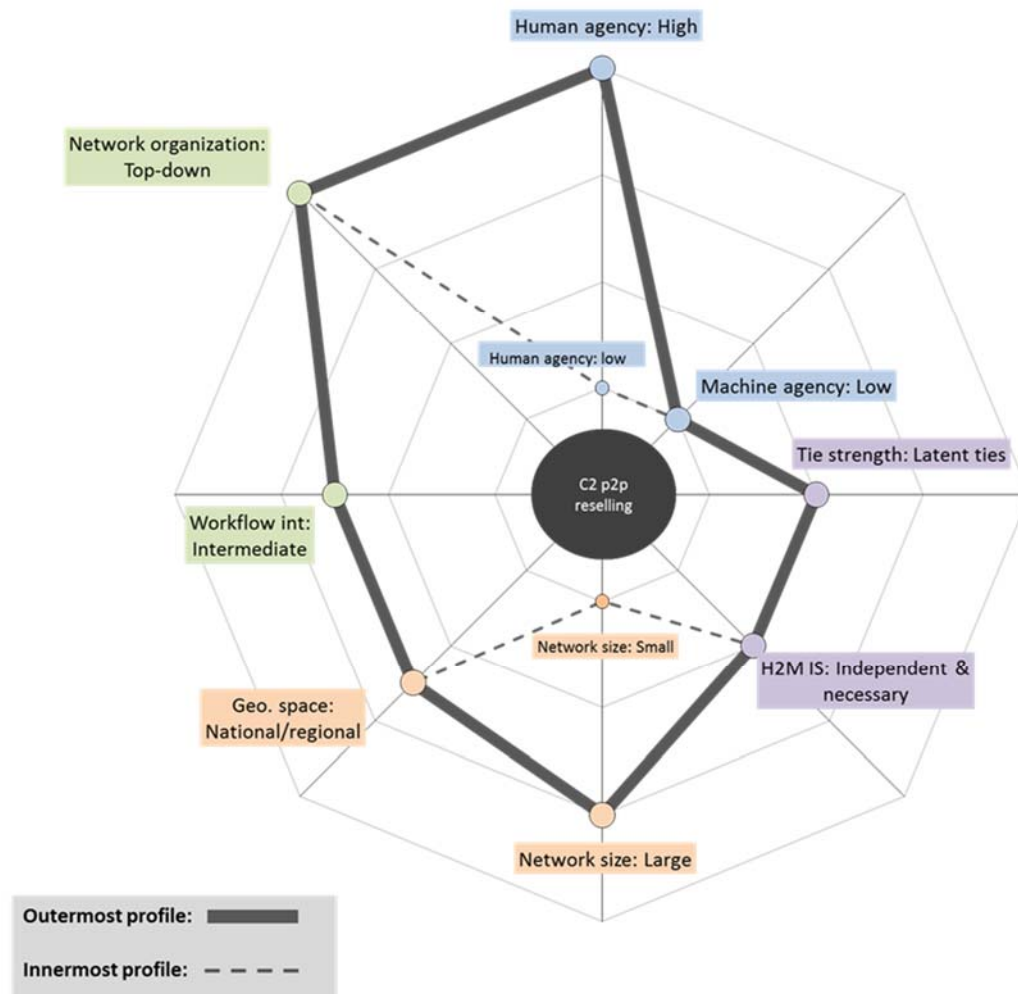 Human agency: High
Network organization:
Top-down
Human agency: low
Machine agency: Low
Tie strength: Latent ties
C2 p2p
reselling
Workflow int:
Intermediate
Network size: Small
H2M IS: Independent &
necessary
Geo. space:
National/regional
Network size: Large
Outermost profile:
Innermost profile: